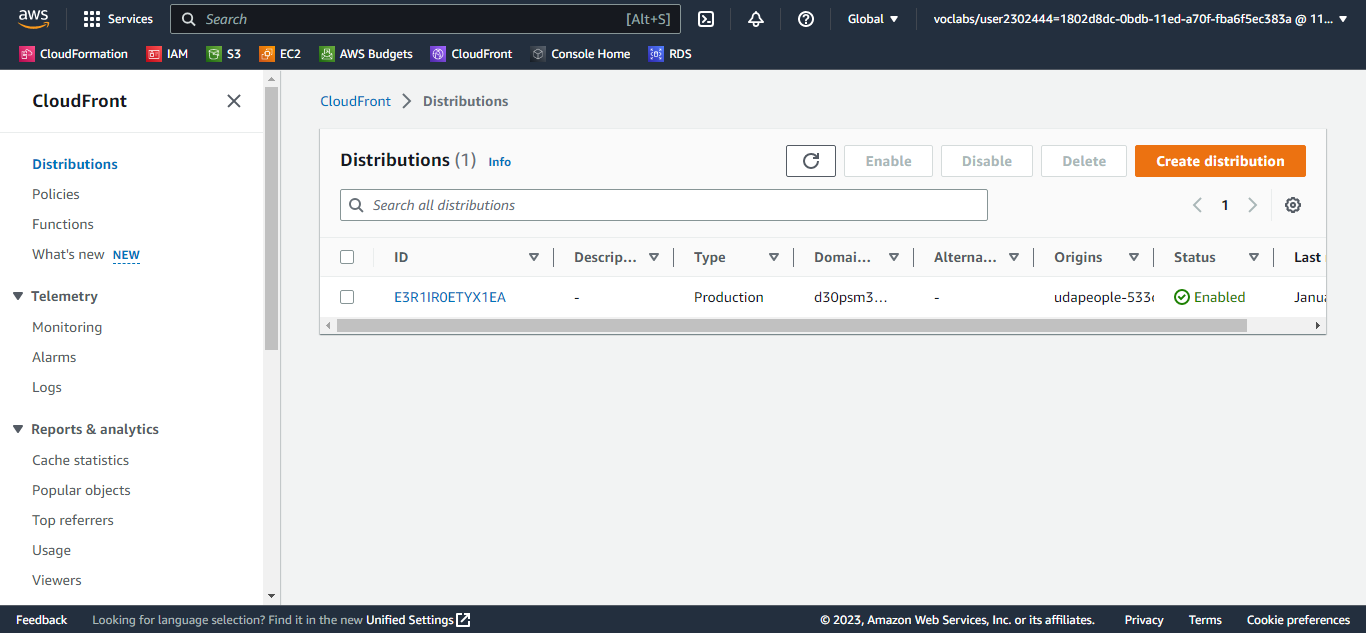 aws
Services
Search [Alt+S]
Global
voclabs/user2302444=1802d8dc-0bdb-11ed-a70f-fba6f5ec383a @ 11...
CloudFormation IAM S3 EC2 AWS Budgets CloudFront Console Home RDS
CloudFront
Distributions
Policies
Functions
What's new NEW
Telemetry
Monitoring
Alarms
Logs
Reports & analytics
Cache statistics
Popular objects
Top referrers
Usage
Viewers
CloudFront Distributions
Distributions (1) Info
Enable Disable Delete Create distribution
Search all distributions
1
ID Descrip... Type Domai... Alterna... Origins Status Last
E3R1IR0ETYX1EA - Production d30psm3... - udapeople-533c Enabled Janua
Feedback Looking for language selection? Find it in the new Unified Settings © 2023, Amazon Web Services, Inc. or its affiliates. Privacy Terms Cookie preferences